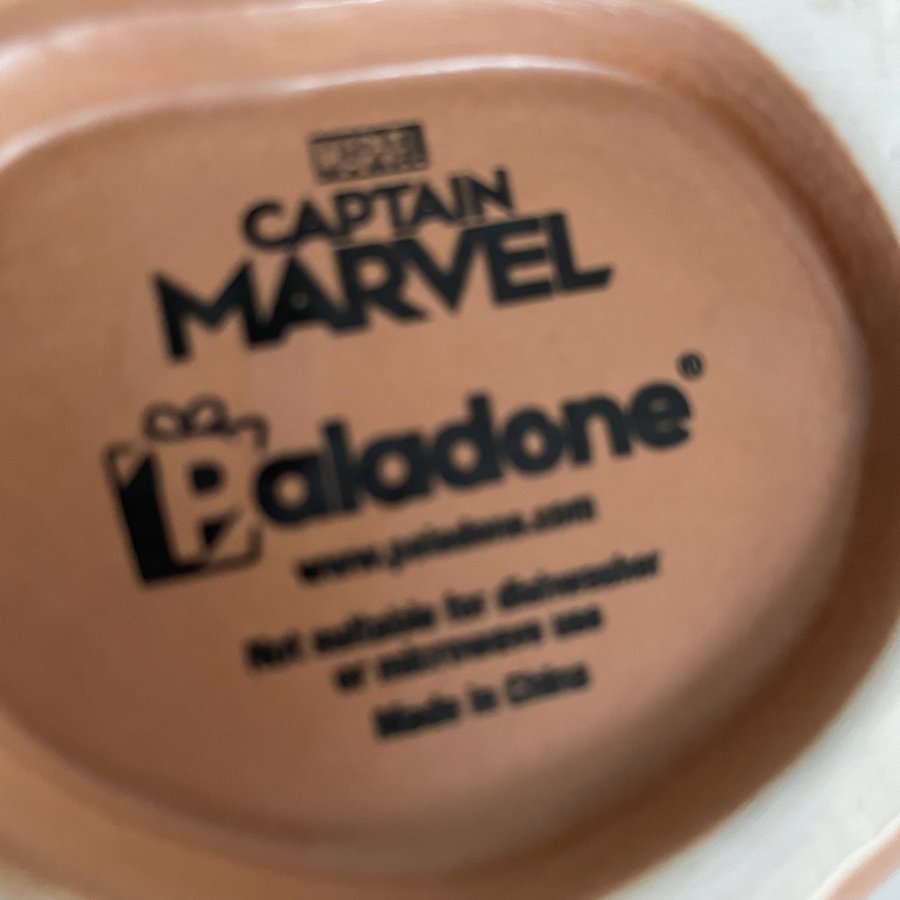 CAPTAIN
MARVEL
Paladone®
www.paladone.com
Not suitable for dishwasher
or microwave use
Made in China